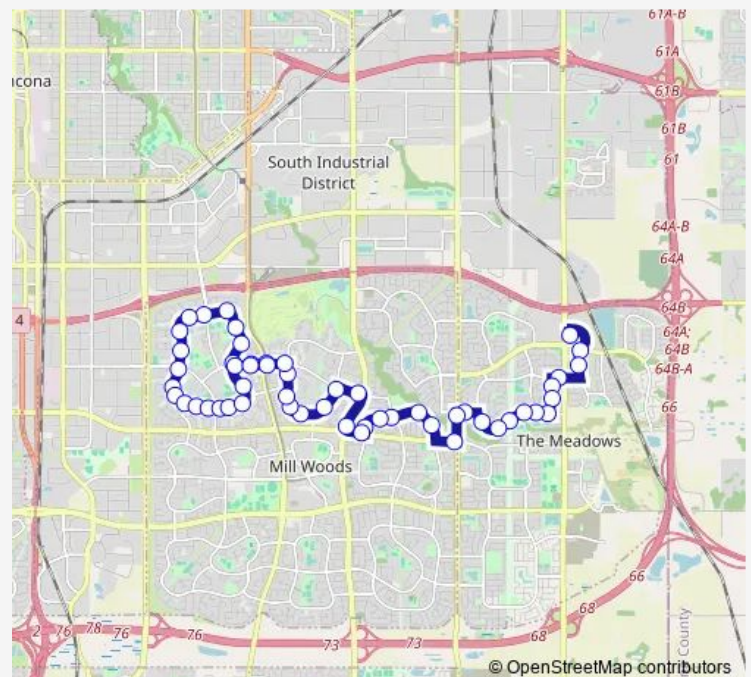 61A-B
61A
61B
cona
61B
South Industrial
District
61
64A-B
64A
64B
4
64A;
64B
64B-A
66
The Meadows
Mill Woods
66
68
68
2
76
78
76
76
73
73
County
© OpenStreetMap contributors